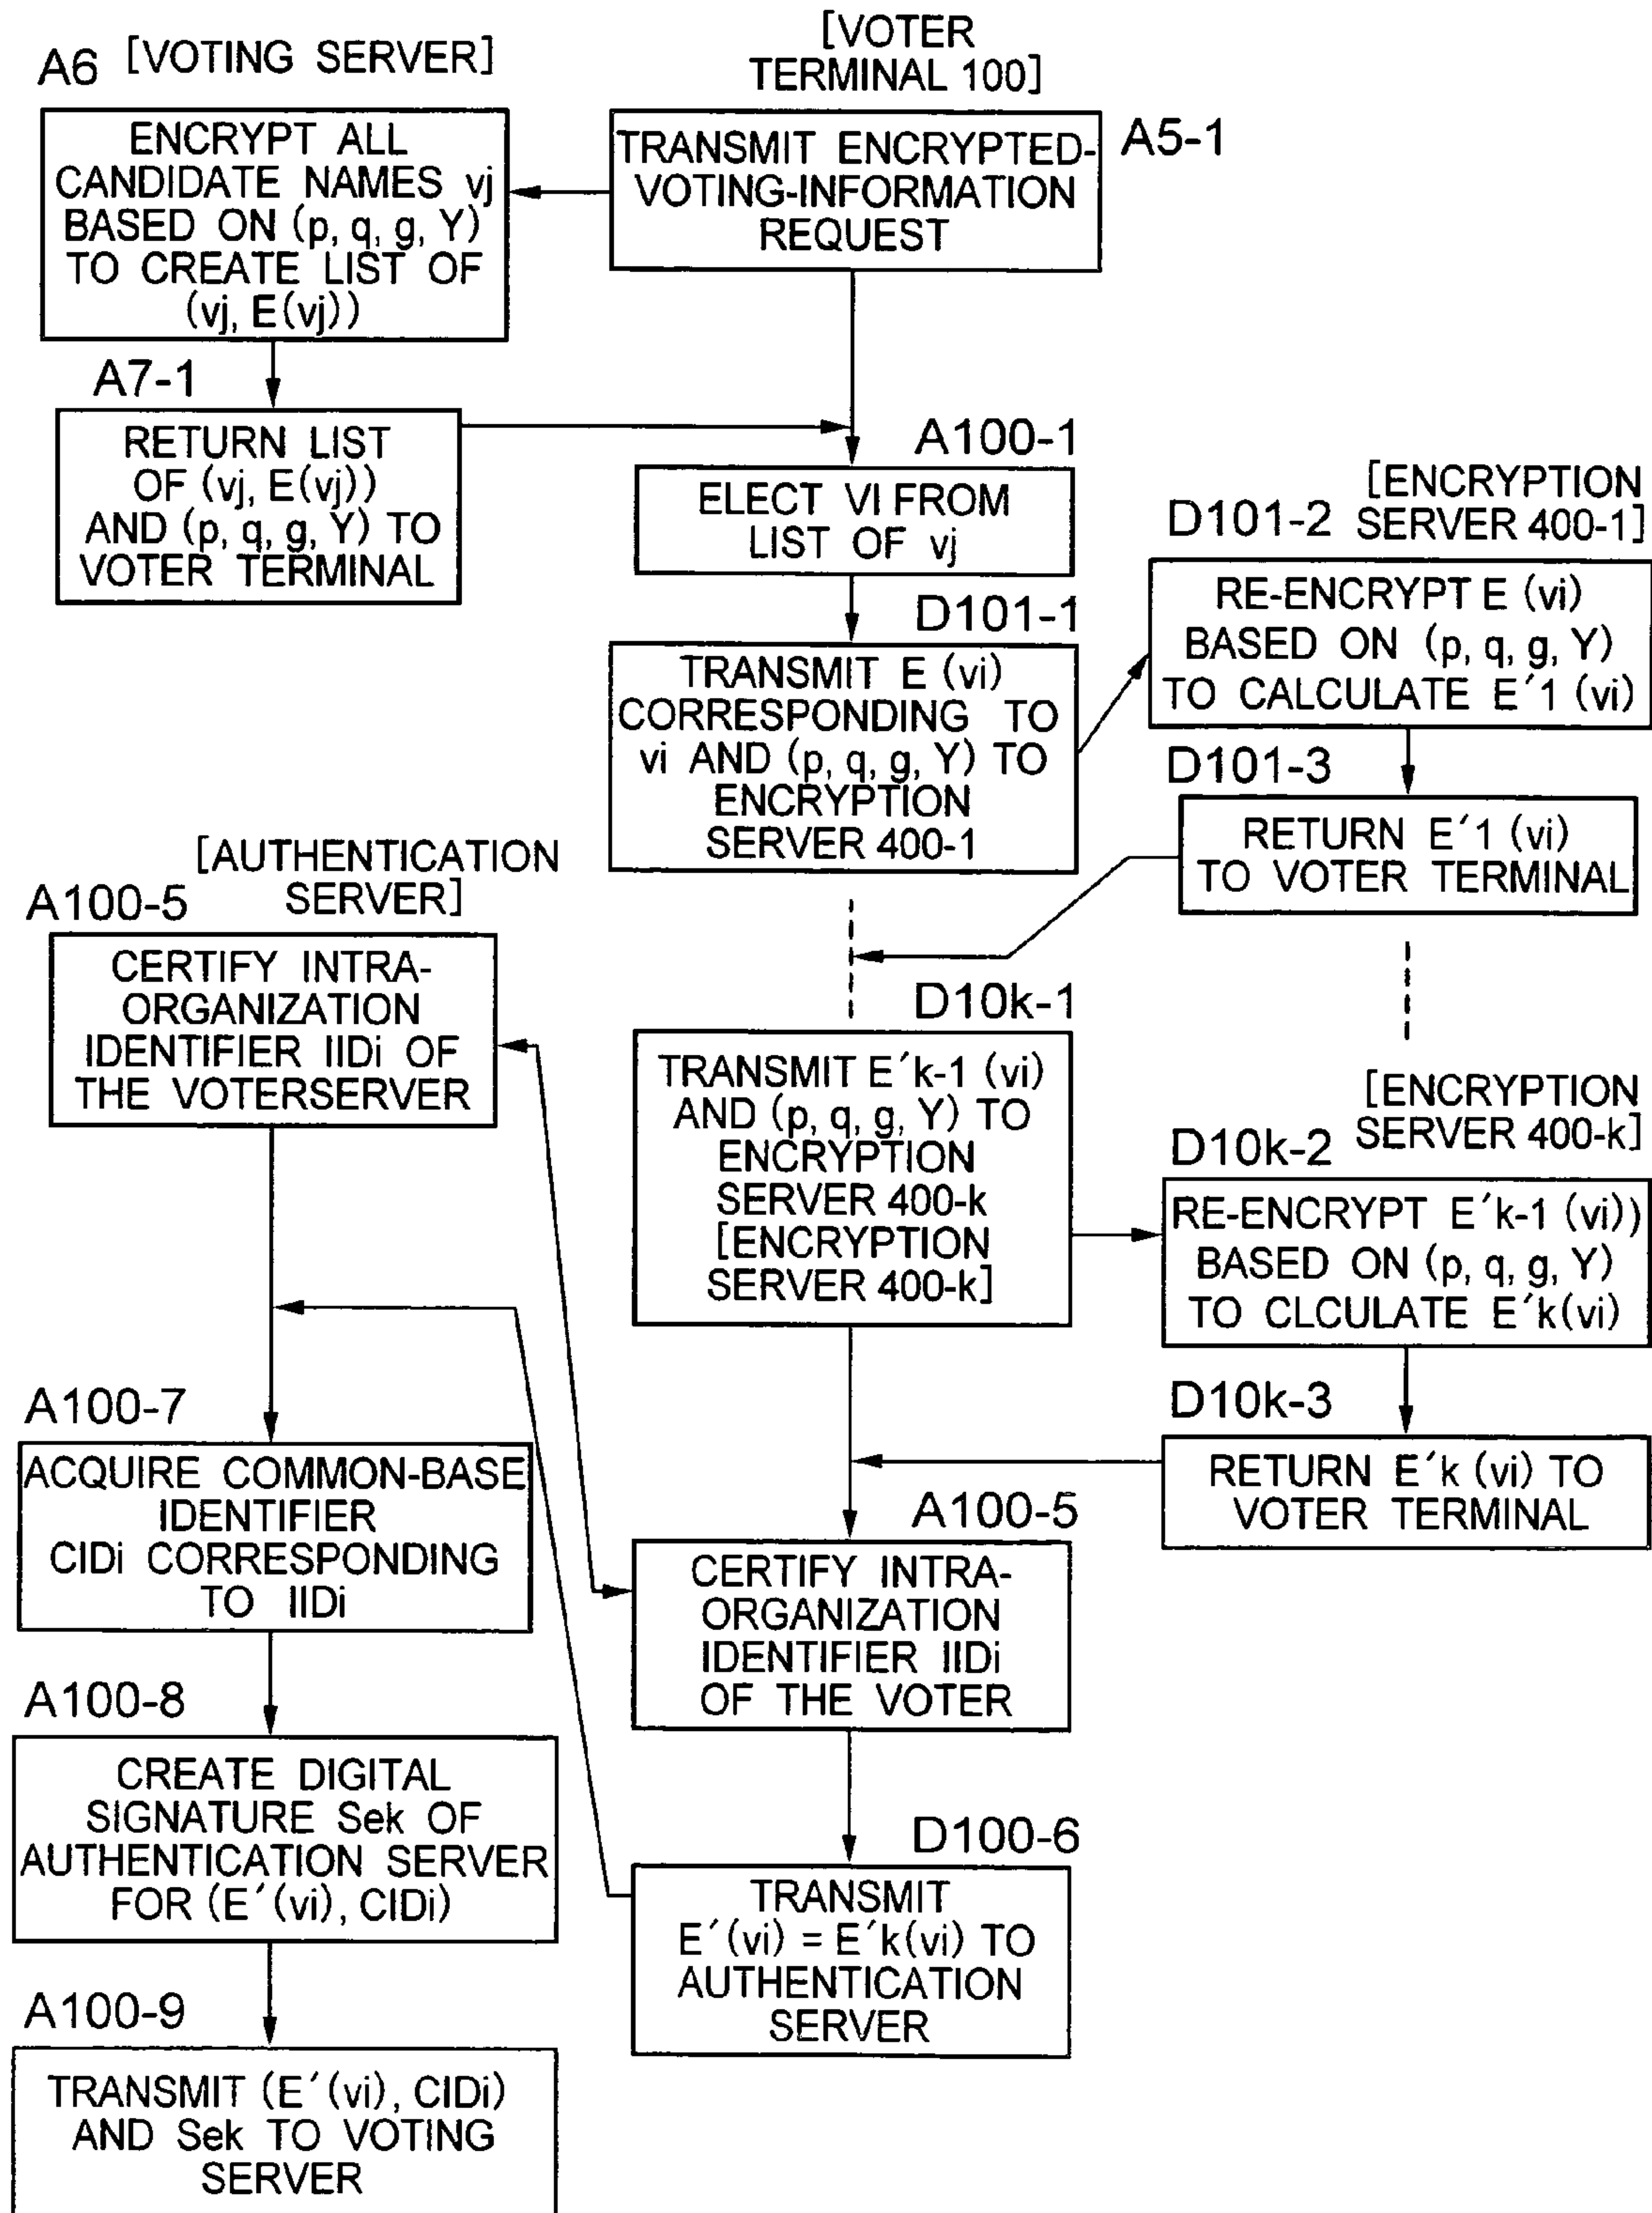 A6 [VOTING SERVER]
[VOTER
TERMINAL 100]
ENCRYPT ALL
CANDIDATE NAMES vj
BASED ON (p, q, g, Y)
TO CREATE LIST OF
(vj, E(vj))
TRANSMIT ENCRYPTED-
VOTING-INFORMATION
REQUEST
A5-1
A7-1
RETURN LIST
OF (vj, E(vj))
AND (p, q, g, Y) TO
VOTER TERMINAL
A100-1
ELECT VI FROM
LIST OF vj
D101-1
TRANSMIT E (vi)
CORRESPONDING TO
vi AND (p, q, g, Y) TO
ENCRYPTION
SERVER 400-1
[ENCRYPTION
SERVER 400-1]
D101-2
RE-ENCRYPT E (vi)
BASED ON (p, q, g, Y)
TO CALCULATE E´1 (vi)
D101-3
RETURN E´1 (vi)
TO VOTER TERMINAL
[AUTHENTICATION
SERVER]
A100-5
CERTIFY INTRA-
ORGANIZATION
IDENTIFIER IIDi OF
THE VOTERSERVER
D10k-1
TRANSMIT E´k-1 (vi)
AND (p, q, g, Y) TO
ENCRYPTION
SERVER 400-k
[ENCRYPTION
SERVER 400-k]
[ENCRYPTION
SERVER 400-k]
D10k-2
RE-ENCRYPT E´k-1 (vi))
BASED ON (p, q, g, Y)
TO CLCULATE E´k(vi)
D10k-3
RETURN E´k (vi) TO
VOTER TERMINAL
A100-7
ACQUIRE COMMON-BASE
IDENTIFIER
CIDi CORRESPONDING
TO IIDi
A100-5
CERTIFY INTRA-
ORGANIZATION
IDENTIFIER IIDi
OF THE VOTER
A100-8
CREATE DIGITAL
SIGNATURE Sek OF
AUTHENTICATION SERVER
FOR (E´(vi), CIDi)
D100-6
TRANSMIT
E´(vi) = E´k(vi) TO
AUTHENTICATION
SERVER
A100-9
TRANSMIT (E´(vi), CIDi)
AND Sek TO VOTING
SERVER